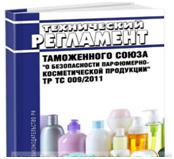 ТЕХНИЧЕСКИЙ
РЕГЛАМЕНТ
ТАМОЖЕННОГО СОЮЗА
"О БЕЗОПАСНОСТИ ПАРФЮМЕРНО-
КОСМЕТИЧЕСКОЙ ПРОДУКЦИИ"
ТР ТС 009/2011